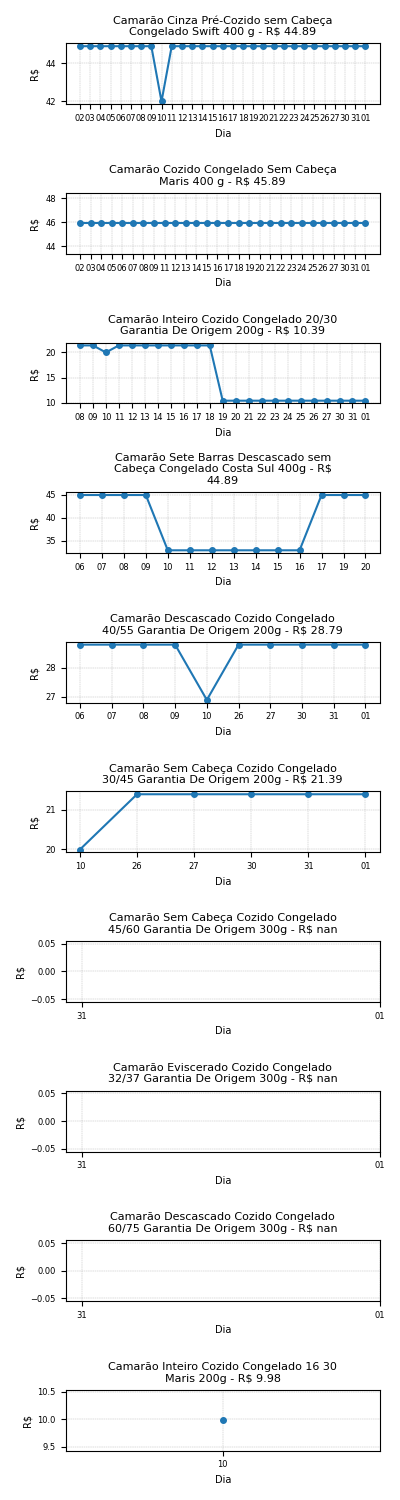 Camarão Cinza Pré-Cozido sem Cabeça
Congelado Swift 400 g - R$ 44.89
44
42
R$
02 03 04 05 06 07 08 09 10 11 12 13 14 15 16 17 18 19 20 21 22 23 24 25 26 27 30 31 01
Dia
Camarão Cozido Congelado Sem Cabeça
Maris 400 g - R$ 45.89
48
46
44
R$
02 03 04 05 06 07 08 09 11 12 13 14 15 16 17 18 19 20 21 22 23 24 25 26 27 30 31 01
Dia
Camarão Inteiro Cozido Congelado 20/30
Garantia De Origem 200g - R$ 10.39
20
15
10
R$
08 09 10 11 12 13 14 15 16 17 18 19 20 21 22 23 24 25 26 27 30 31 01
Dia
Camarão Sete Barras Descascado sem
Cabeça Congelado Costa Sul 400g - R$
44.89
45
40
35
R$
06 07 08 09 10 12 13 14 15 16 17 19 20
Dia
Camarão Descascado Cozido Congelado
40/55 Garantia De Origem 200g - R$ 28.79
28
27
R$
06 07 08 09 10 26 27 30 31 01
Dia
Camarão Sem Cabeça Cozido Congelado
30/45 Garantia De Origem 200g - R$ 21.39
21
20
R$
10 26 27 30 31 01
Dia
Camarão Sem Cabeça Cozido Congelado
45/60 Garantia De Origem 300g - R$ nan
0.05
0.00
−0.05
R$
31 01
Dia
Camarão Eviscerado Cozido Congelado
32/37 Garantia De Origem 300g - R$ nan
0.05
0.00
−0.05
R$
31 01
Dia
Camarão Descascado Cozido Congelado
60/75 Garantia De Origem 300g - R$ nan
0.05
0.00
−0.05
R$
31 01
Dia
Camarão Inteiro Cozido Congelado 16 30
Maris 200g - R$ 9.98
10.5
10.0
9.5
R$
10
Dia